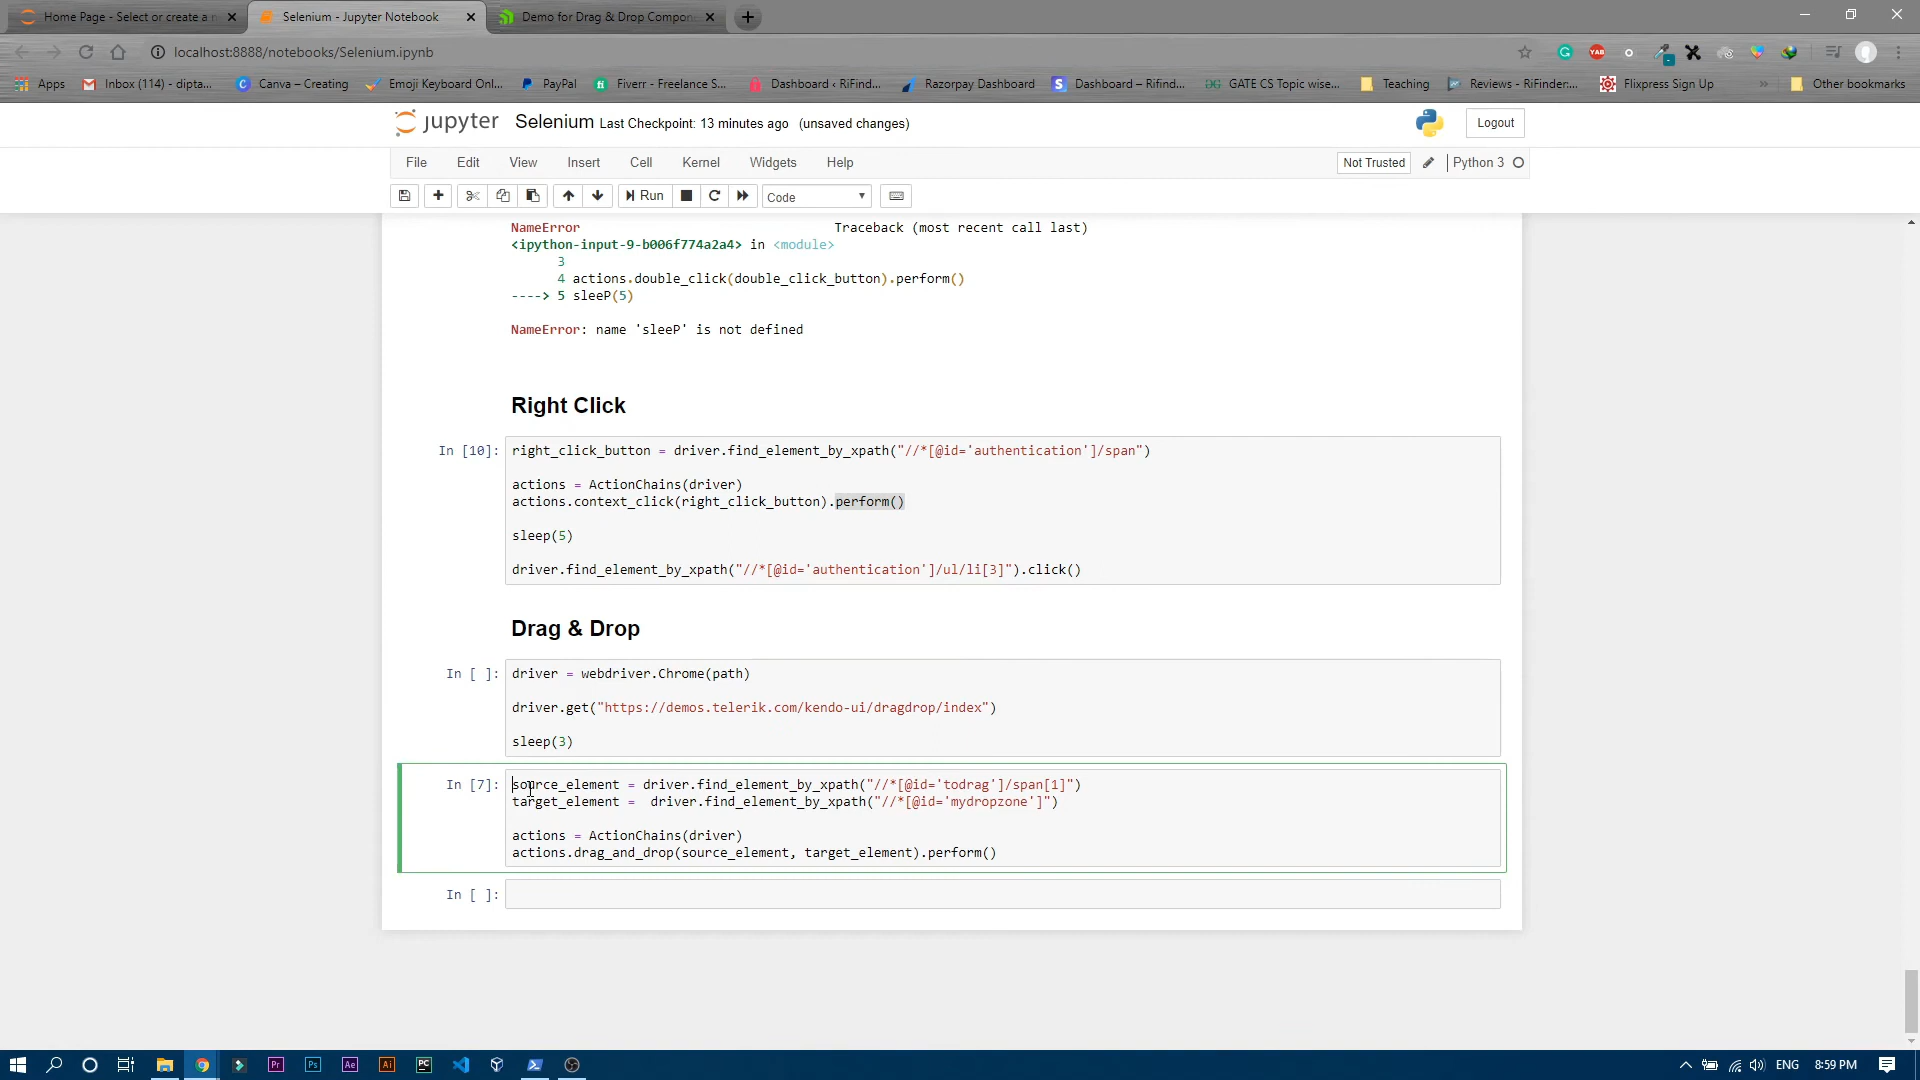 Home Page - Select or create a n
Selenium - Jupyter Notebook
Demo for Drag & Drop Compon
localhost:8888/notebooks/Selenium.ipynb
Apps
Inbox (114) - dipta...
Canva – Creating
Emoji Keyboard Onl...
PayPal
Fiverr - Freelance S...
Dashboard ‹ RiFind...
Razorpay Dashboard
Dashboard – Rifind...
GATE CS Topic wise...
Teaching
Reviews - RiFinder:...
Flixpress Sign Up
»
Other bookmarks
jupyter
Selenium Last Checkpoint: 13 minutes ago (unsaved changes)
Logout
File Edit View Insert Cell Kernel Widgets Help
Not Trusted
Python 3
Run
Code
NameError Traceback (most recent call last)
<ipython-input-9-b006f774a2a4> in <module>
3
4 actions.double_click(double_click_button).perform()
----> 5 sleeP(5)
NameError: name 'sleeP' is not defined
Right Click
In [10]: right_click_button = driver.find_element_by_xpath("//*[@id='authentication']/span")
actions = ActionChains(driver)
actions.context_click(right_click_button).perform()
sleep(5)
driver.find_element_by_xpath("//*[@id='authentication']/ul/li[3]").click()
Drag & Drop
In [ ]: driver = webdriver.Chrome(path)
driver.get("https://demos.telerik.com/kendo-ui/dragdrop/index")
sleep(3)
In [7]: source_element = driver.find_element_by_xpath("//*[@id='todrag']/span[1]")
target_element =  driver.find_element_by_xpath("//*[@id='mydropzone']")
actions = ActionChains(driver)
actions.drag_and_drop(source_element, target_element).perform()
In [ ]:
Pr
Ps
Ae
Ai
PC
ENG
8:59 PM